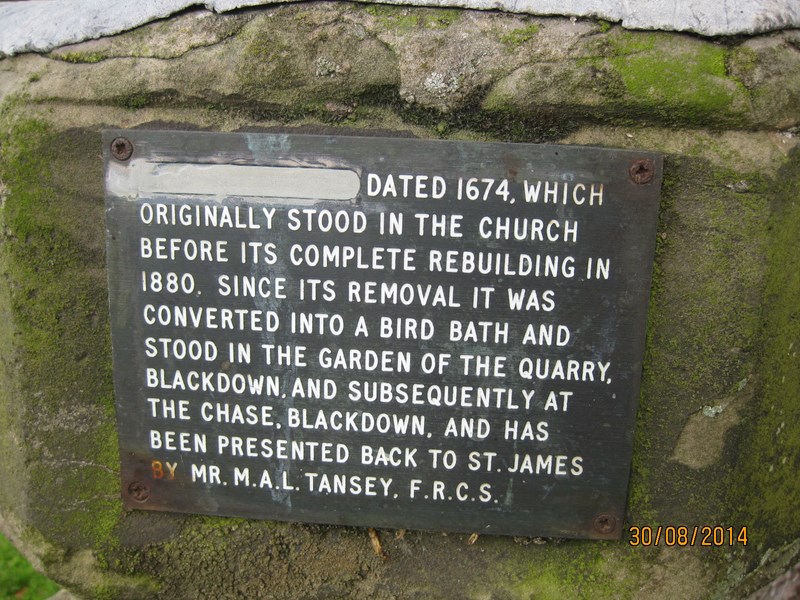 DATED 1674, WHICH
ORIGINALLY STOOD IN THE CHURCH
BEFORE ITS COMPLETE REBUILDING IN
1880. SINCE ITS REMOVAL IT WAS
CONVERTED INTO A BIRD BATH AND
STOOD IN THE GARDEN OF THE QUARRY,
BLACKDOWN, AND SUBSEQUENTLY AT
THE CHASE, BLACKDOWN, AND HAS
BEEN PRESENTED BACK TO ST. JAMES
BY MR. M.A.L. TANSEY, F.R.C.S.
30/08/2014